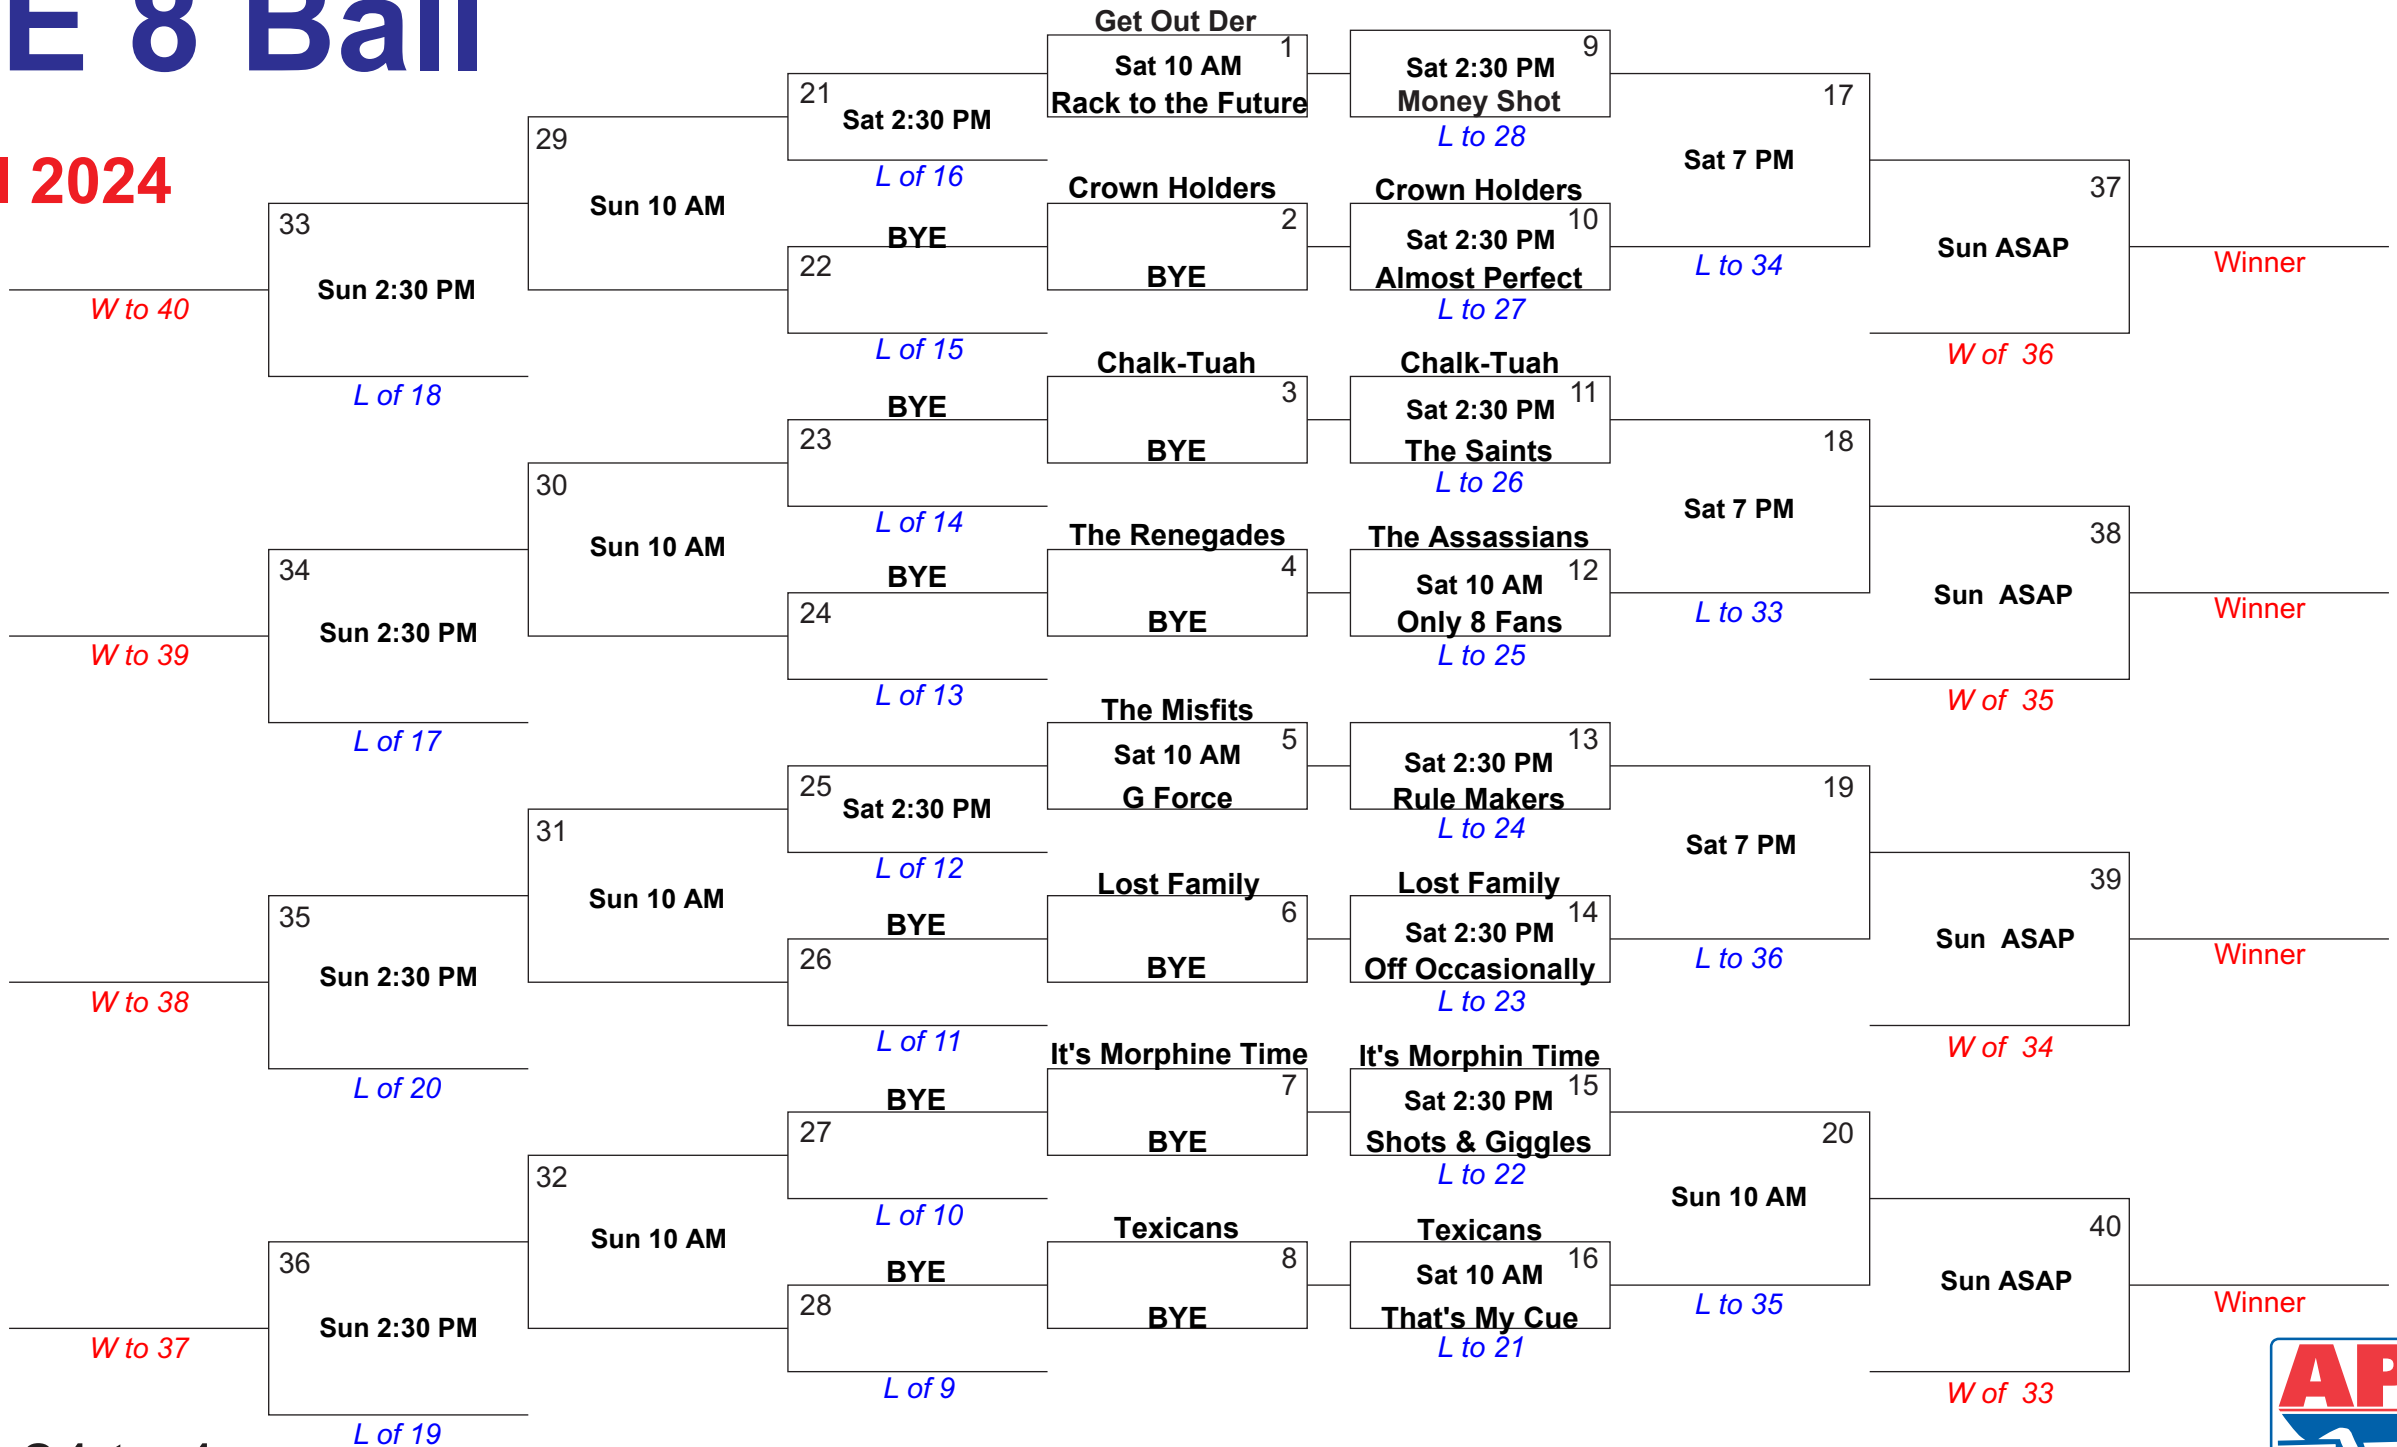 E 8 Ball
2024
33
Sun 2:30 PM
W to 40
L of 18
34
Sun 2:30 PM
W to 39
L of 17
35
Sun 2:30 PM
W to 38
L of 20
36
Sun 2:30 PM
W to 37
L of 19
29
Sun 10 AM
30
Sun 10 AM
31
Sun 10 AM
32
Sun 10 AM
21
Sat 2:30 PM
L of 16
BYE
22
L of 15
BYE
23
L of 14
BYE
24
L of 13
25
Sat 2:30 PM
L of 12
BYE
26
L of 11
BYE
27
L of 10
BYE
28
L of 9
Get Out Der
1
Sat 10 AM
Rack to the Future
Crown Holders
2
BYE
Chalk-Tuah
3
BYE
The Renegades
4
BYE
The Misfits
5
Sat 10 AM
G Force
Lost Family
6
BYE
It's Morphine Time
7
BYE
Texicans
8
BYE
9
Sat 2:30 PM
Money Shot
L to 28
Crown Holders
10
Sat 2:30 PM
Almost Perfect
L to 27
Chalk-Tuah
11
Sat 2:30 PM
The Saints
L to 26
The Assassians
12
Sat 10 AM
Only 8 Fans
L to 25
13
Sat 2:30 PM
Rule Makers
L to 24
Lost Family
14
Sat 2:30 PM
Off Occasionally
L to 23
It's Morphin Time
15
Sat 2:30 PM
Shots & Giggles
L to 22
Texicans
16
Sat 10 AM
That's My Cue
L to 21
17
Sat 7 PM
L to 34
18
Sat 7 PM
L to 33
19
Sat 7 PM
L to 36
20
Sun 10 AM
L to 35
37
Sun ASAP
Winner
W of 36
38
Sun ASAP
Winner
W of 35
39
Sun ASAP
Winner
W of 34
40
Sun ASAP
Winner
W of 33
AP